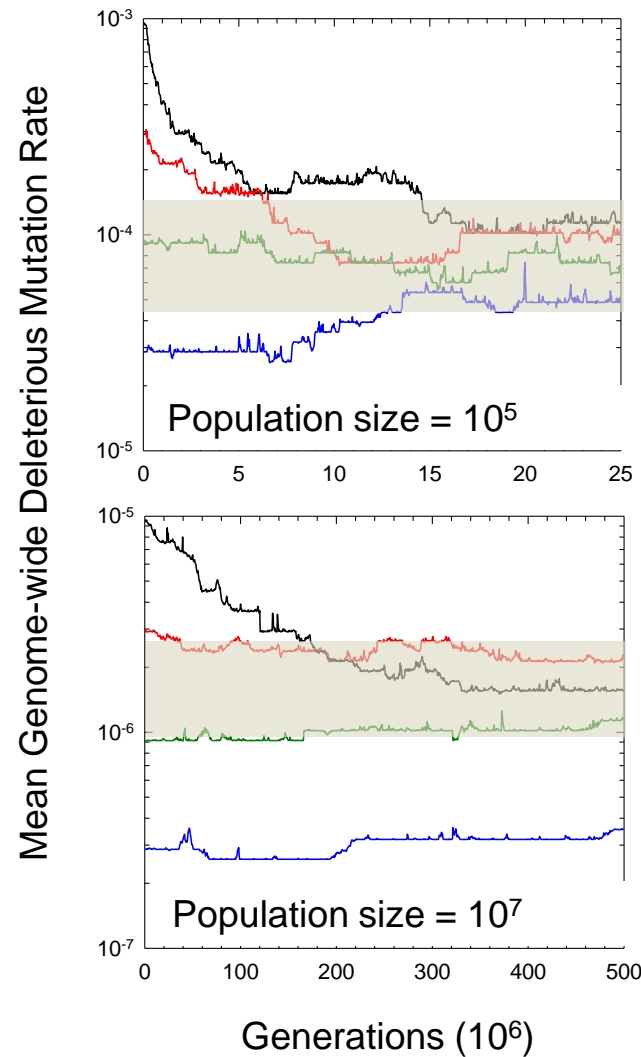 Mean Genome-wide Deleterious Mutation Rate
10⁻³
10⁻⁴
10⁻⁵
Population size = 10⁵
0 5 10 15 20 25
10⁻⁵
10⁻⁶
10⁻⁷
Population size = 10⁷
0 100 200 300 400 500
Generations (10⁶)